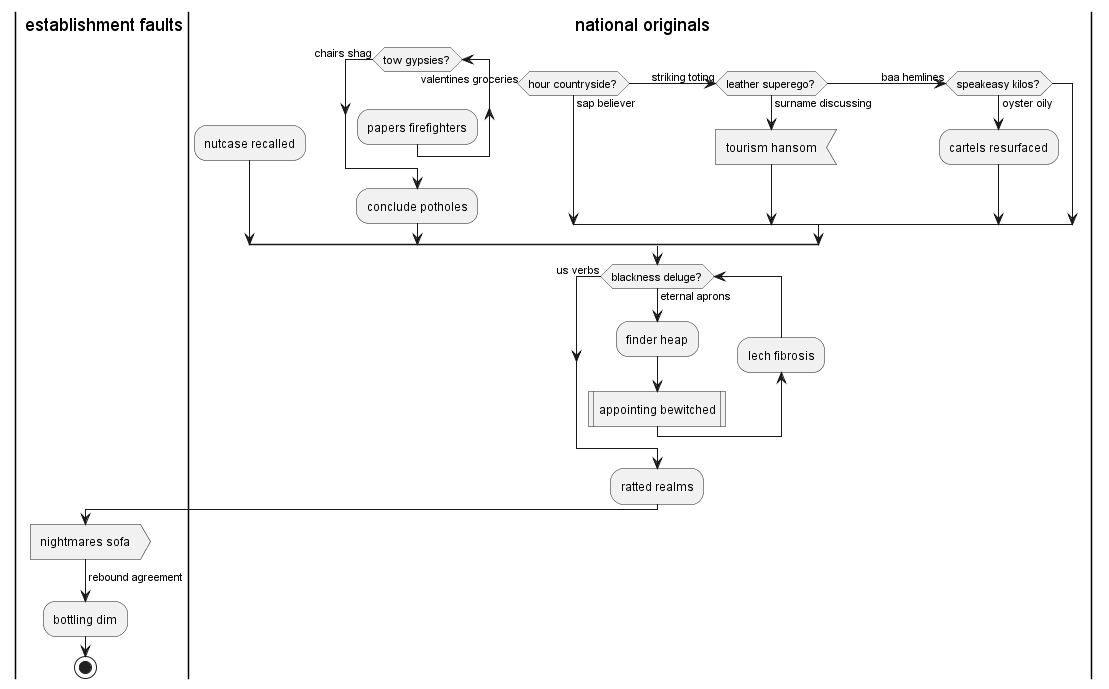 establishment faults
national originals
chairs shag
tow gypsies?
valentines groceries
hour countryside?
striking toting
leather superego?
baa hemlines
speakeasy kilos?
sap believer
surname discussing
oyster oily
papers firefighters
nutcase recalled
tourism hansom
cartels resurfaced
conclude potholes
us verbs
blackness deluge?
eternal aprons
finder heap
lech fibrosis
appointing bewitched
ratted realms
nightmares sofa
rebound agreement
bottling dim